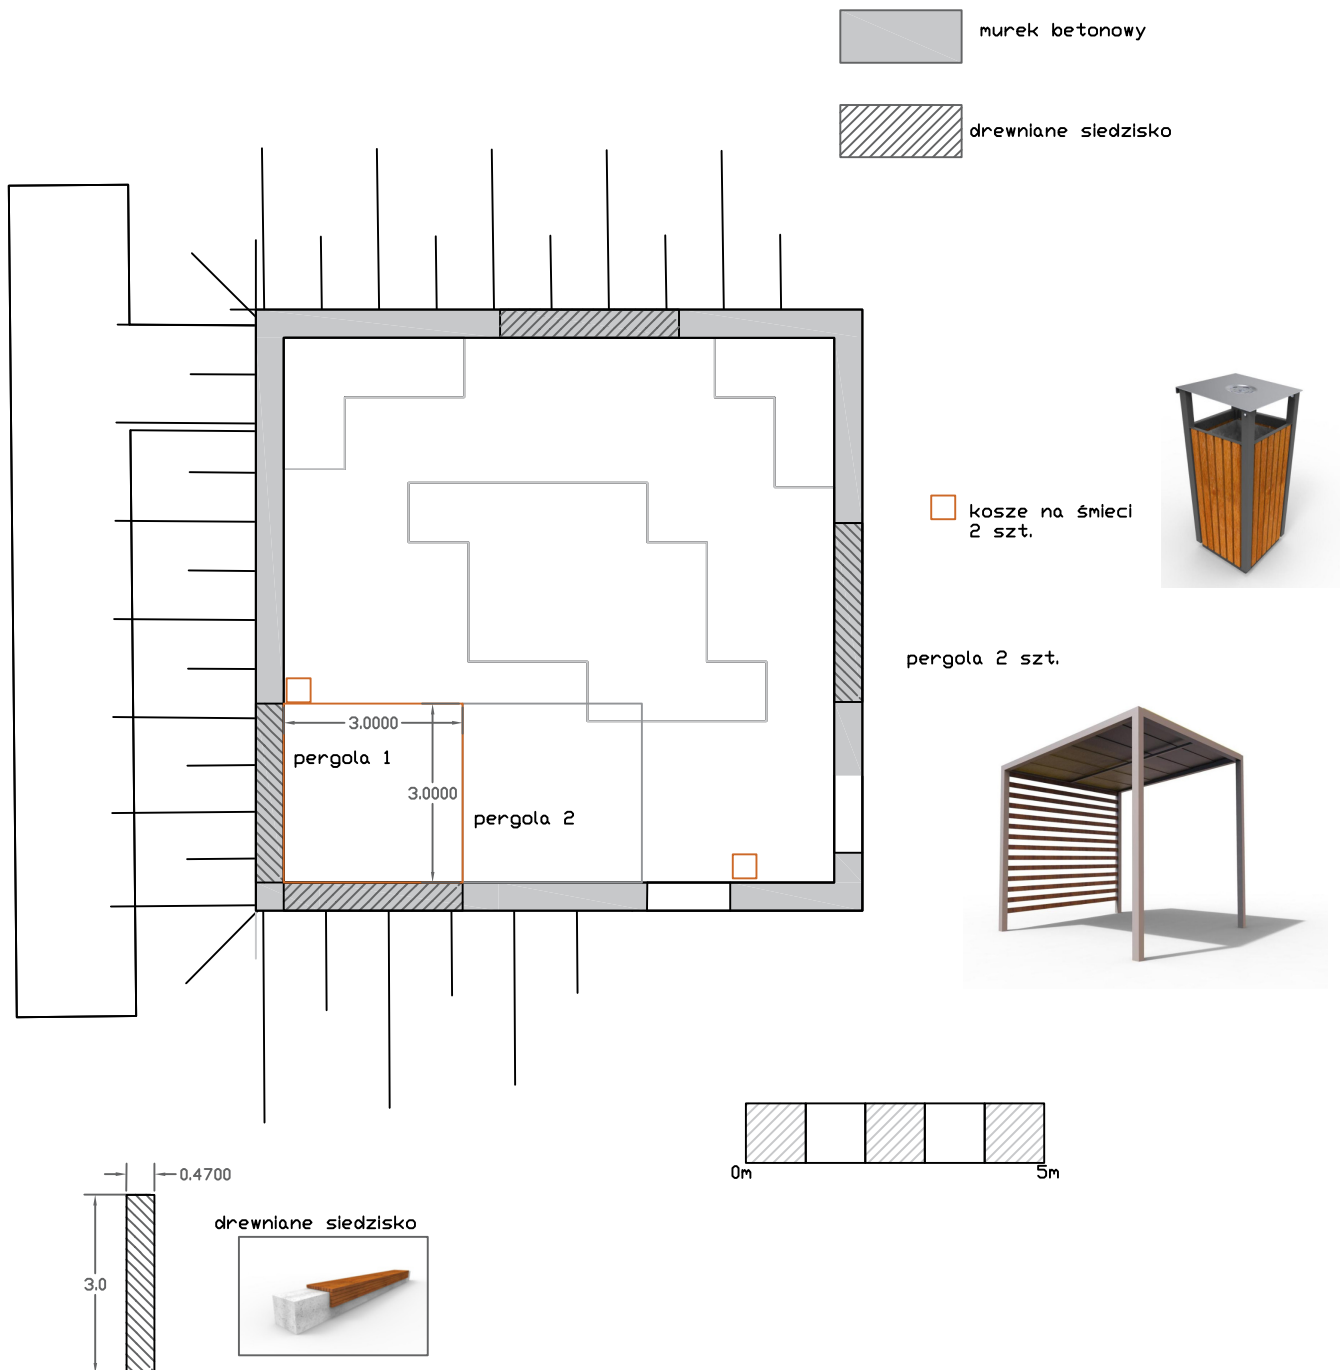 murek betonowy
drewniane siedzisko
kosze na śmieci
2 szt.
pergola 2 szt.
3.0000
pergola 1
3.0000
pergola 2
0m 5m
0.4700
drewniane siedzisko
3.0